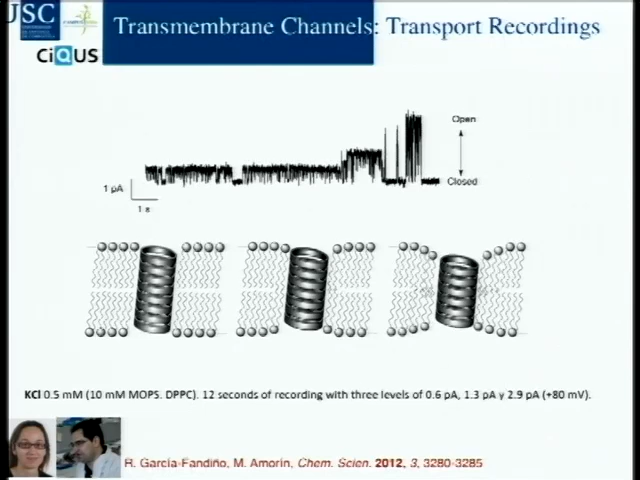 USC
CiQUS
Transmembrane Channels: Transport Recordings
Open
Closed
1 pA
1 s
KCl 0.5 mM (10 mM MOPS. DPPC). 12 seconds of recording with three levels of 0.6 pA, 1.3 pA y 2.9 pA (+80 mV).
R. García-Fandiño, M. Amorín, Chem. Scien. 2012, 3, 3280-3285